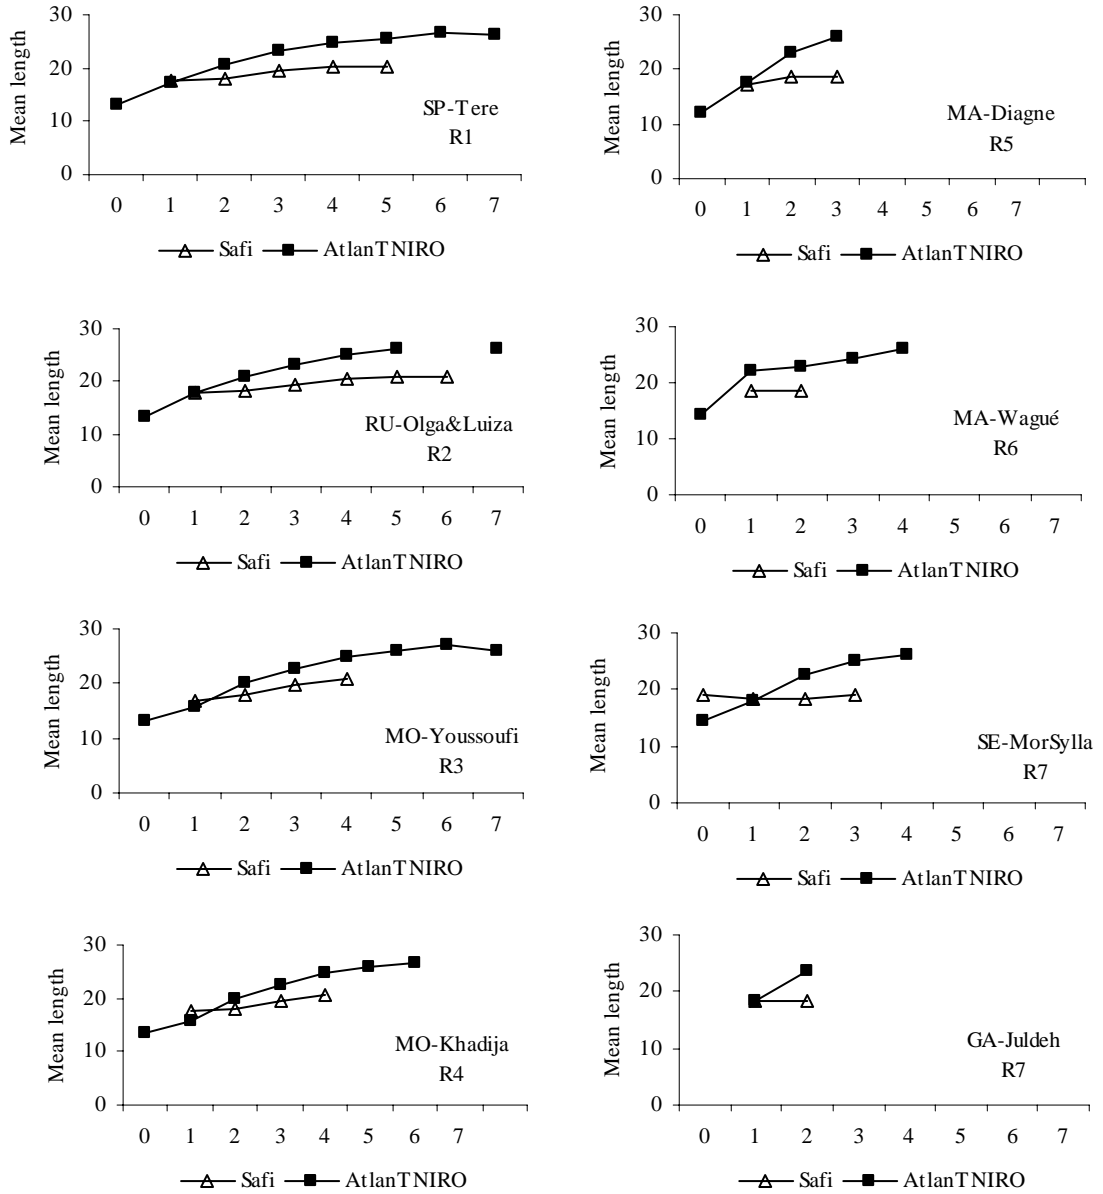 Mean length
30
20
10
0
SP-Tere
R1
0 1 2 3 4 5 6 7
Safi AtlanTNIRO
Mean length
30
20
10
0
MA-Diagne
R5
0 1 2 3 4 5 6 7
Safi AtlanTNIRO
Mean length
30
20
10
0
RU-Olga&Luiza
R2
0 1 2 3 4 5 6 7
Safi AtlanTNIRO
Mean length
30
20
10
0
MA-Wagué
R6
0 1 2 3 4 5 6 7
Safi AtlanTNIRO
Mean length
30
20
10
0
MO-Youssoufi
R3
0 1 2 3 4 5 6 7
Safi AtlanTNIRO
Mean length
30
20
10
0
SE-MorSylla
R7
0 1 2 3 4 5 6 7
Safi AtlanTNIRO
Mean length
30
20
10
0
MO-Khadija
R4
0 1 2 3 4 5 6 7
Safi AtlanTNIRO
Mean length
30
20
10
0
GA-Juldeh
R7
0 1 2 3 4 5 6 7
Safi AtlanTNIRO